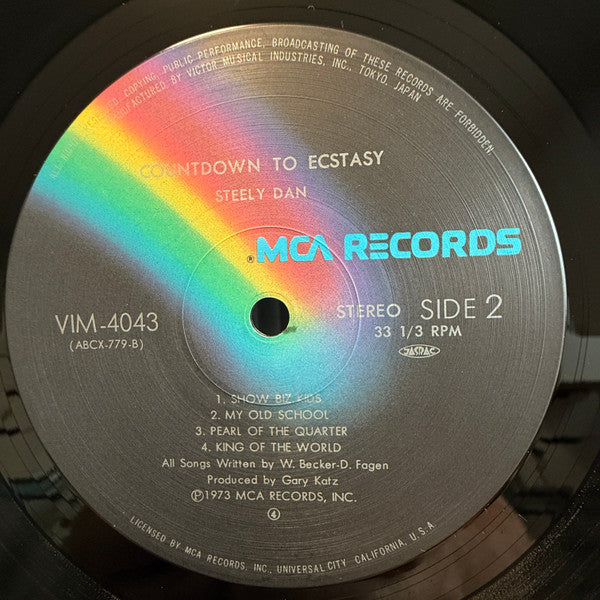 COPYING, PUBLIC PERFORMANCE, BROADCASTING OF THESE RECORDS ARE FORBIDDEN.
BY VICTOR MUSICAL INDUSTRIES, INC., TOKYO, JAPAN
COUNTDOWN TO ECSTASY
STEELY DAN
®MCA RECORDS
VIM-4043
(ABCX-779-B)
STEREO SIDE 2
33 1/3 RPM
JASRAC
1. SHOW BIZ KIDS
2. MY OLD SCHOOL
3. PEARL OF THE QUARTER
4. KING OF THE WORLD
All Songs Written by W. Becker-D. Fagen
Produced by Gary Katz
Ⓟ1973 MCA RECORDS, INC.
④
LICENSED BY MCA RECORDS, INC., UNIVERSAL CITY, CALIFORNIA, U.S.A.